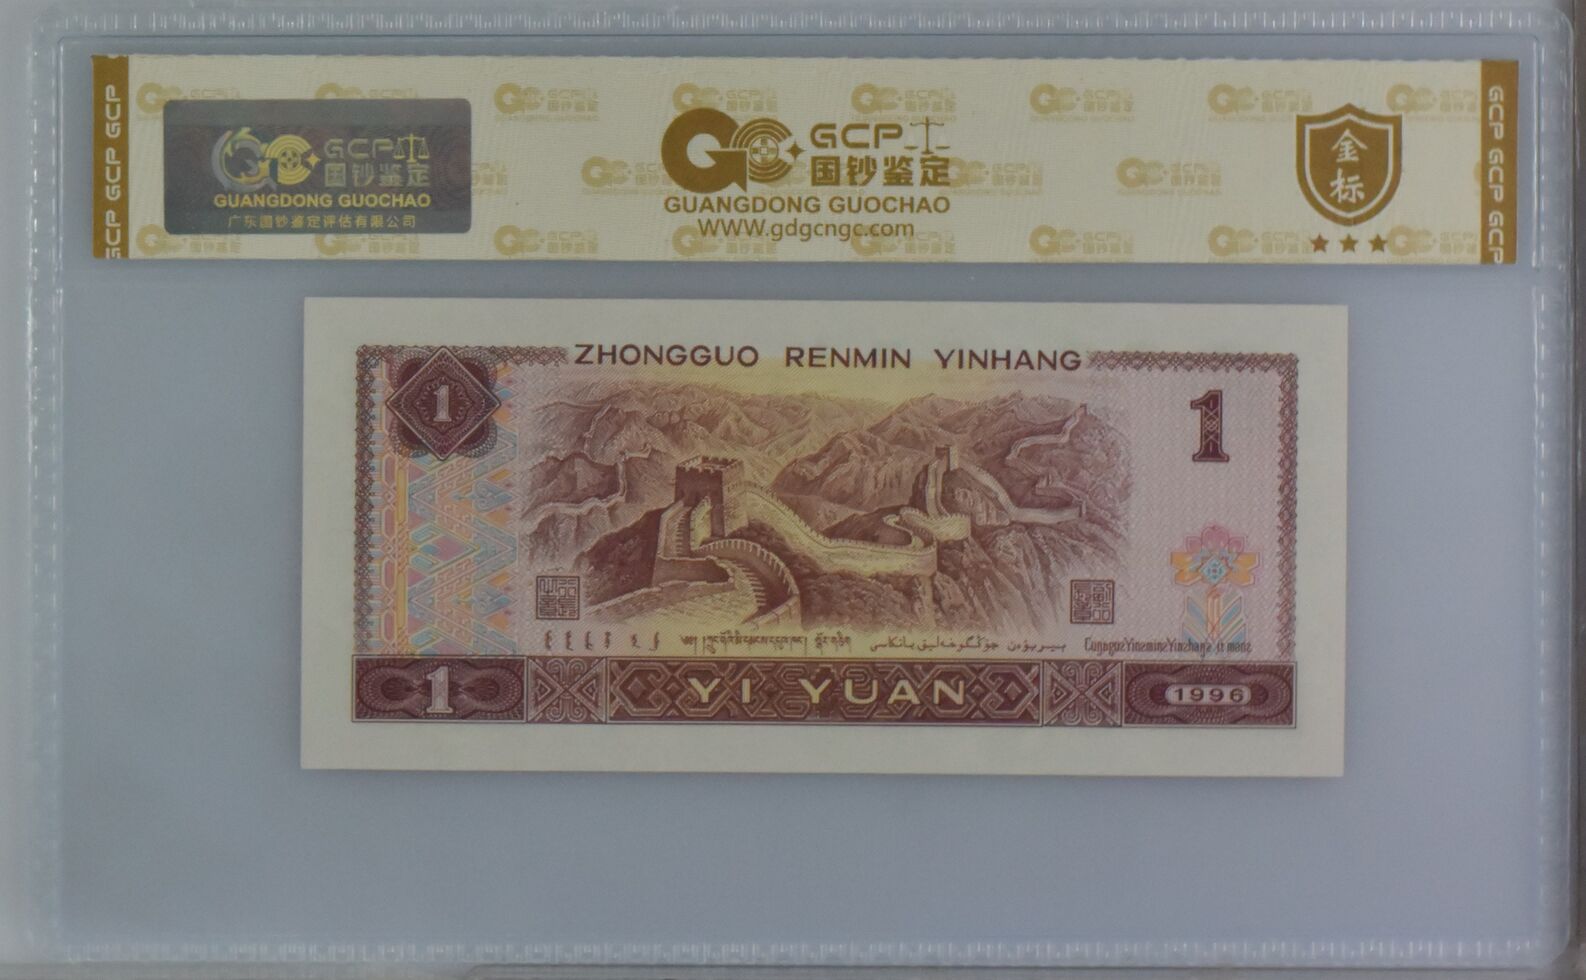 GCP GCP GCP
GCP
国钞鉴定
GUANGDONG GUOCHAO
广东国钞鉴定评估有限公司
GCP
国钞鉴定
GUANGDONG GUOCHAO
WWW.gdgcngc.com
金
标
GCP GCP GCP
ZHONGGUO RENMIN YINHANG
1
1
1
YI YUAN
1996